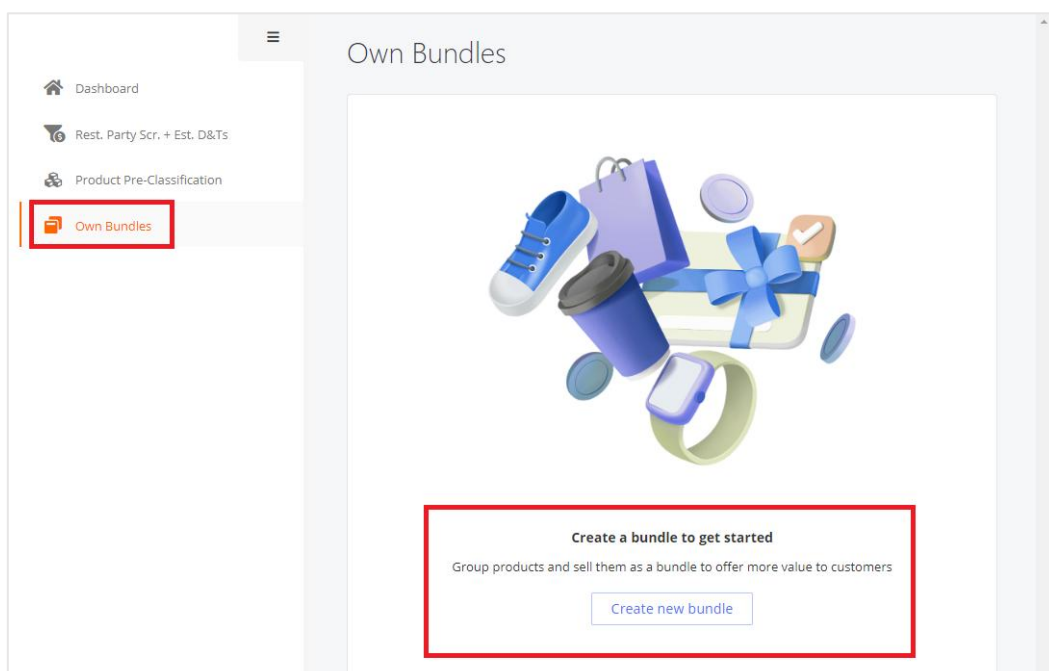 Own Bundles
Dashboard
Rest. Party Scr. + Est. D&Ts
Product Pre-Classification
Own Bundles
Create a bundle to get started
Group products and sell them as a bundle to offer more value to customers
Create new bundle